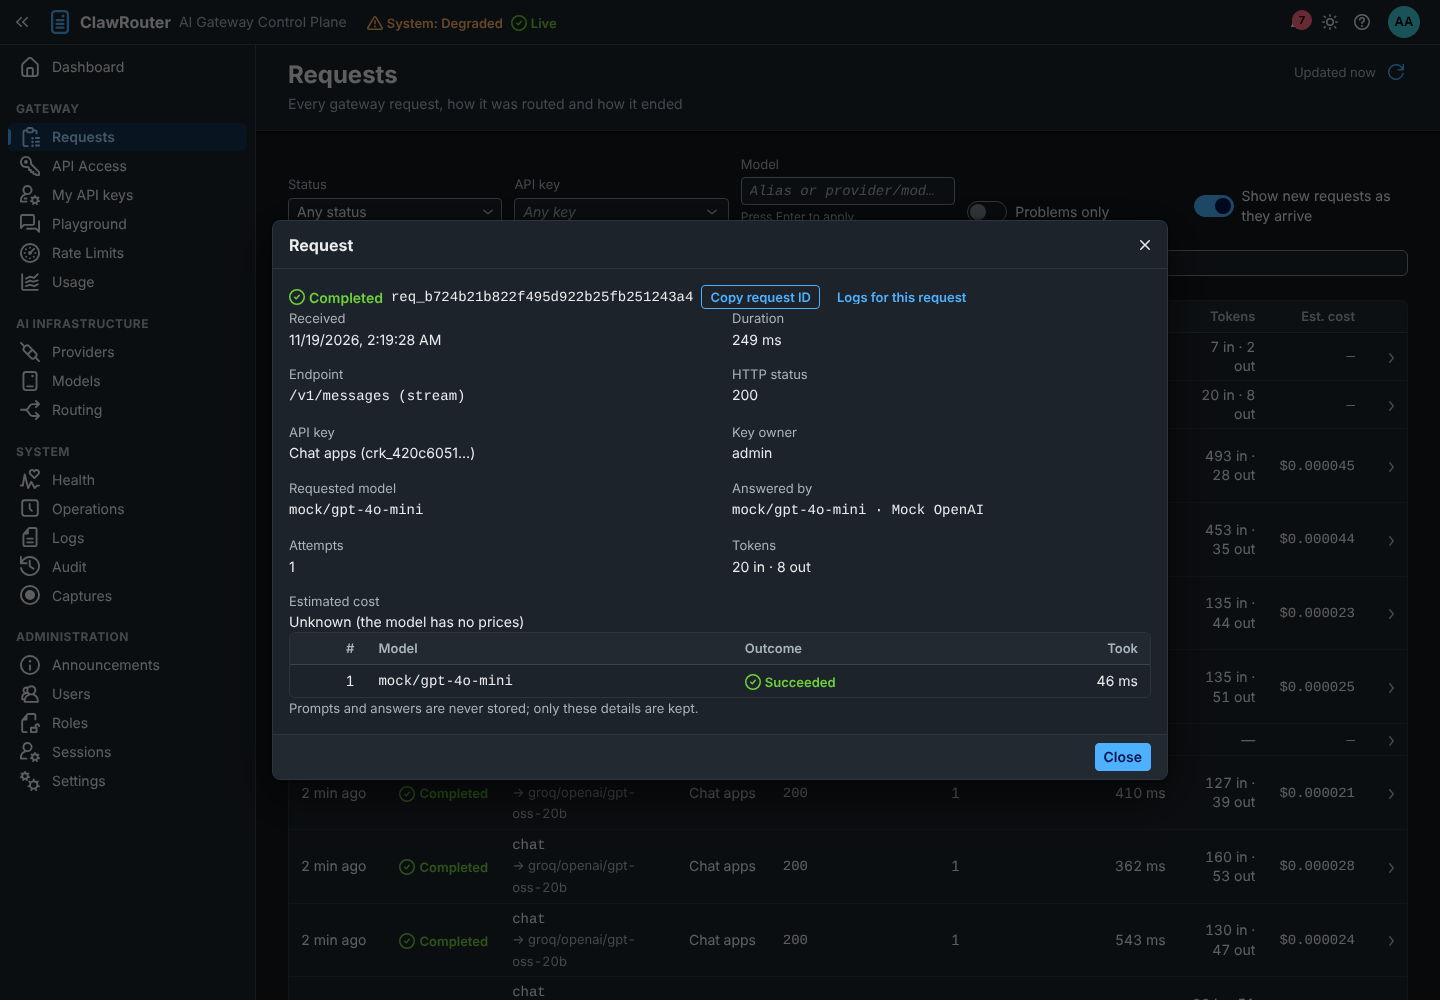 ClawRouter AI Gateway Control Plane System: Degraded Live 7 AA
Dashboard
GATEWAY
Requests
API Access
My API keys
Playground
Rate Limits
Usage
AI INFRASTRUCTURE
Providers
Models
Routing
SYSTEM
Health
Operations
Logs
Audit
Captures
ADMINISTRATION
Announcements
Users
Roles
Sessions
Settings
Requests
Updated now
Every gateway request, how it was routed and how it ended
Status
Any status
API key
Any key
Model
Alias or provider/mod…
Press Enter to apply
Problems only
Show new requests as
they arrive
Request
Completed req_b724b21b822f495d922b25fb251243a4 Copy request ID Logs for this request
Received
11/19/2026, 2:19:28 AM
Duration
249 ms
Endpoint
/v1/messages (stream)
HTTP status
200
API key
Chat apps (crk_420c6051…)
Key owner
admin
Requested model
mock/gpt-4o-mini
Answered by
mock/gpt-4o-mini · Mock OpenAI
Attempts
1
Tokens
20 in · 8 out
Estimated cost
Unknown (the model has no prices)
# Model Outcome Took
1 mock/gpt-4o-mini Succeeded 46 ms
Prompts and answers are never stored; only these details are kept.
Close
Tokens Est. cost
7 in · 2
out
—
20 in · 8
out
—
493 in ·
28 out
$0.000045
453 in ·
35 out
$0.000044
135 in ·
44 out
$0.000023
135 in ·
51 out
$0.000025
— —
2 min ago Completed → groq/openai/gpt-
oss-20b
Chat apps 200 1 410 ms 127 in ·
39 out
$0.000021
chat
2 min ago Completed → groq/openai/gpt-
oss-20b
Chat apps 200 1 362 ms 160 in ·
53 out
$0.000028
chat
2 min ago Completed → groq/openai/gpt-
oss-20b
Chat apps 200 1 543 ms 130 in ·
47 out
$0.000024
chat